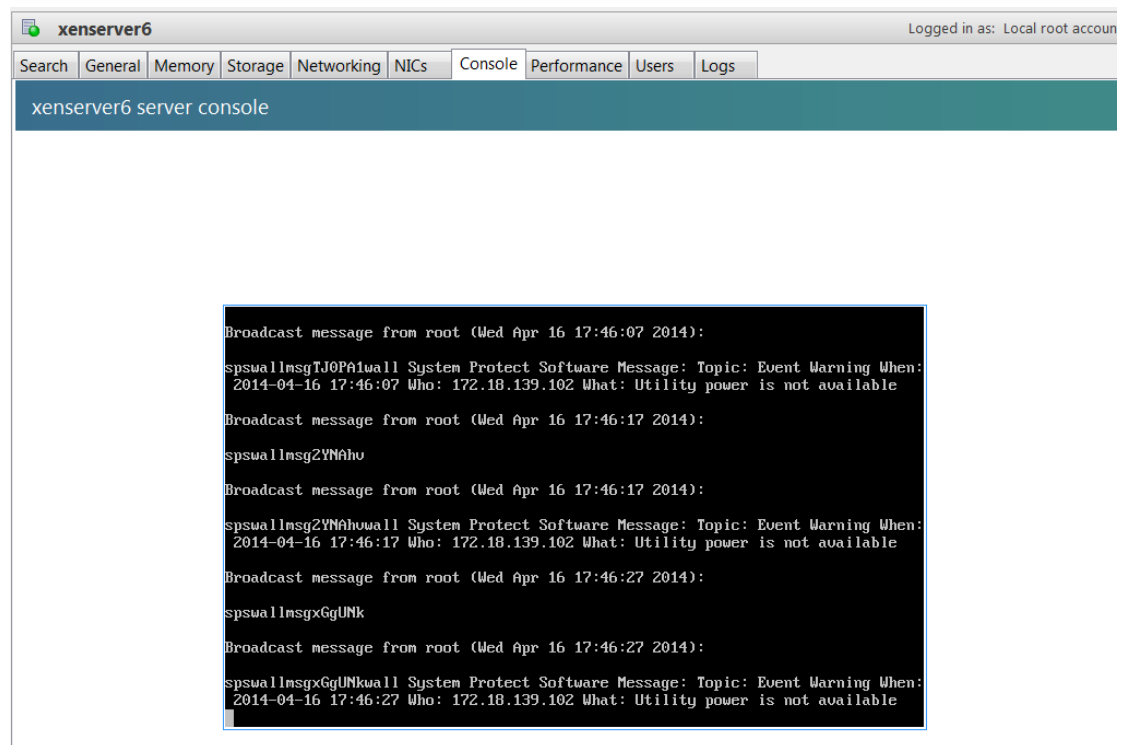 xenserver6
Logged in as: Local root accoun
Search General Memory Storage Networking NICs Console Performance Users Logs
xenserver6 server console
Broadcast message from root (Wed Apr 16 17:46:07 2014):
spswallmsgTJ0PA1wall System Protect Software Message: Topic: Event Warning When:
2014-04-16 17:46:07 Who: 172.18.139.102 What: Utility power is not available
Broadcast message from root (Wed Apr 16 17:46:17 2014):
spswallmsg2YNAhv
Broadcast message from root (Wed Apr 16 17:46:17 2014):
spswallmsg2YNAhvwall System Protect Software Message: Topic: Event Warning When:
2014-04-16 17:46:17 Who: 172.18.139.102 What: Utility power is not available
Broadcast message from root (Wed Apr 16 17:46:27 2014):
spswallmsgxGgUNk
Broadcast message from root (Wed Apr 16 17:46:27 2014):
spswallmsgxGgUNkwall System Protect Software Message: Topic: Event Warning When:
2014-04-16 17:46:27 Who: 172.18.139.102 What: Utility power is not available